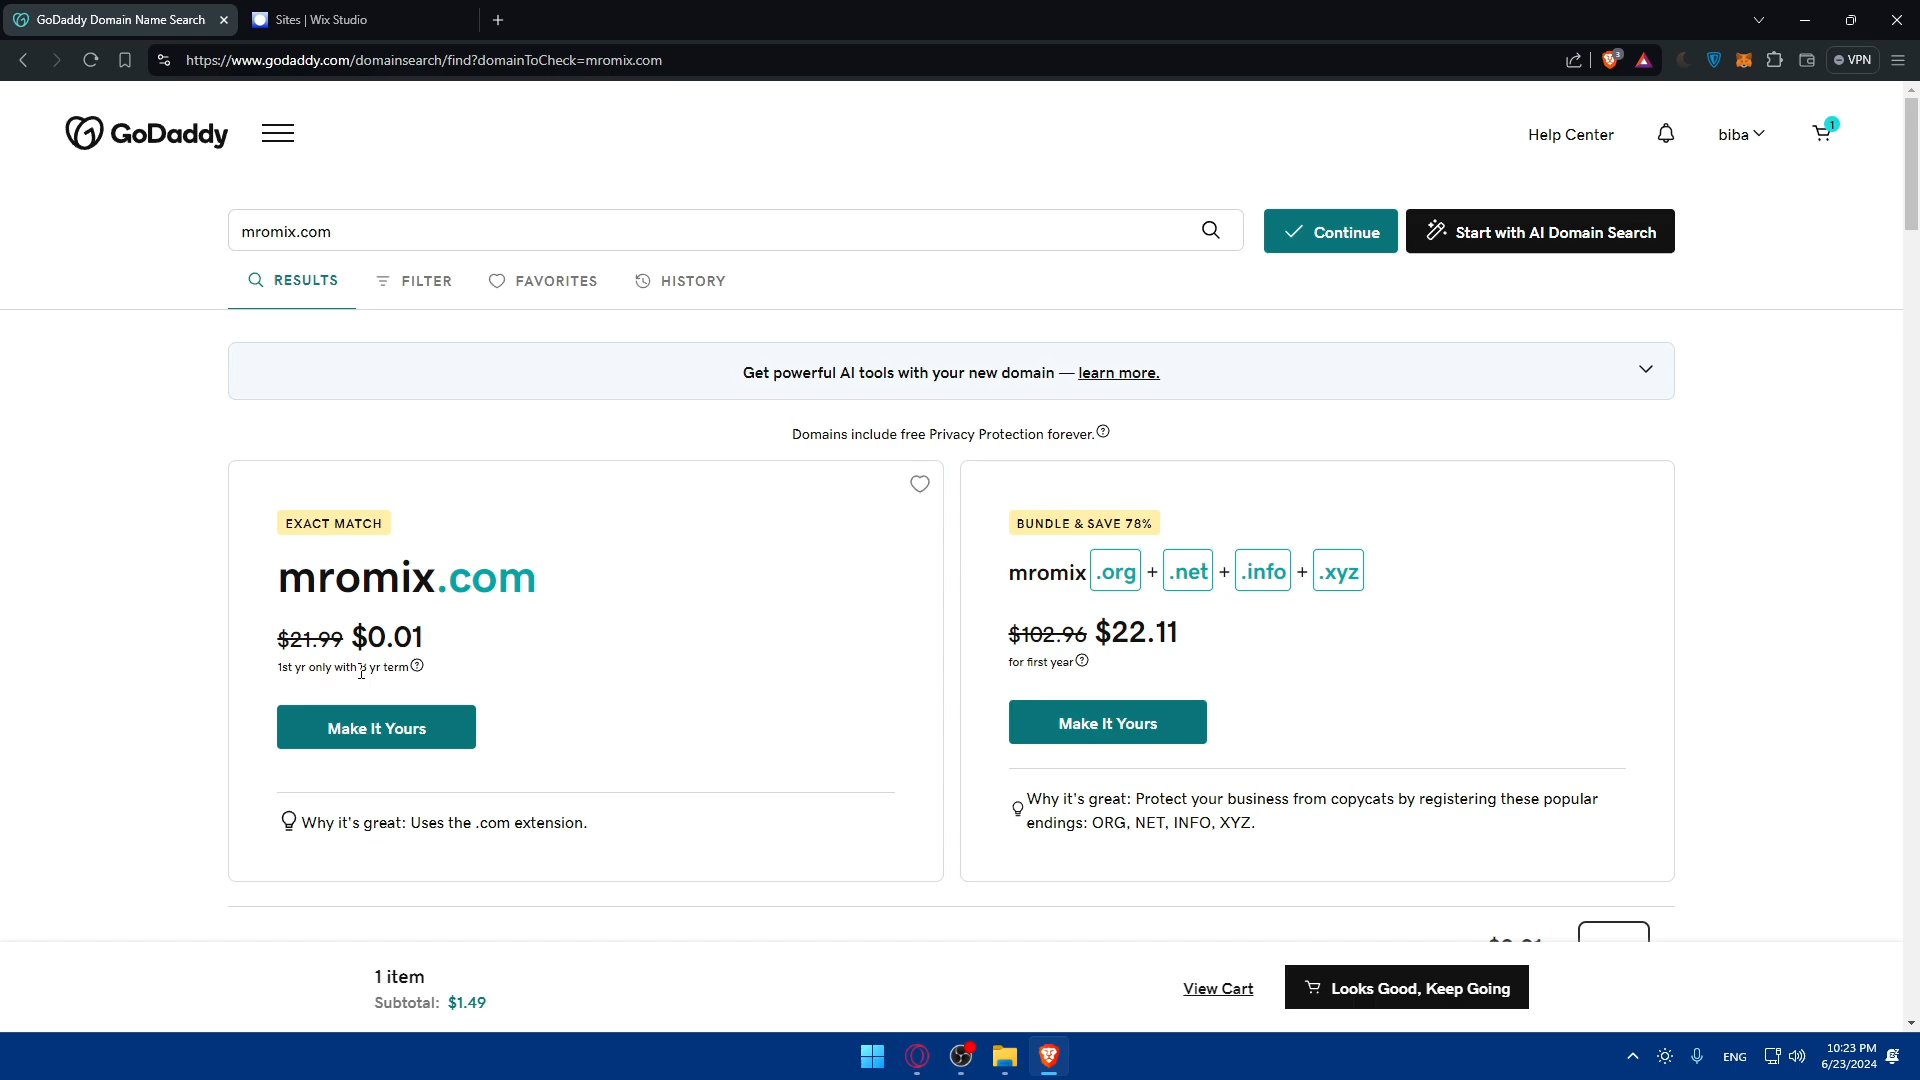 GoDaddy Domain Name Search
Sites | Wix Studio
https://www.godaddy.com/domainsearch/find?domainToCheck=mromix.com
3
VPN
GoDaddy
Help Center
biba
1
mromix.com
Continue
Start with AI Domain Search
RESULTS
FILTER
FAVORITES
HISTORY
Get powerful AI tools with your new domain — learn more.
Domains include free Privacy Protection forever.
EXACT MATCH
mromix.com
$21.99 $0.01
1st yr only with yr term
Make It Yours
Why it's great: Uses the .com extension.
BUNDLE & SAVE 78%
mromix .org + .net + .info + .xyz
$102.96 $22.11
for first year
Make It Yours
Why it's great: Protect your business from copycats by registering these popular
endings: ORG, NET, INFO, XYZ.
1 item
Subtotal: $1.49
View Cart
Looks Good, Keep Going
ENG
10:23 PM
6/23/2024